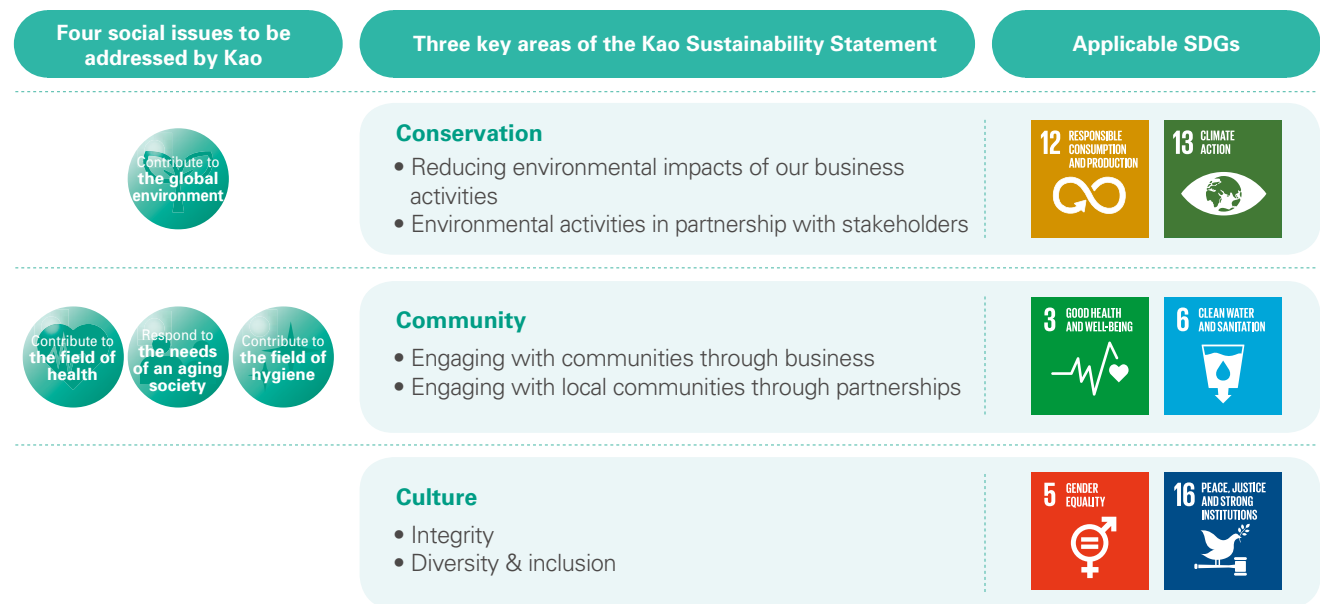 Four social issues to be
addressed by Kao
Three key areas of the Kao Sustainability Statement
Applicable SDGs
Contribute to
the global
environment
Conservation
• Reducing environmental impacts of our business
activities
• Environmental activities in partnership with stakeholders
12 RESPONSIBLE
CONSUMPTION
AND PRODUCTION
13 CLIMATE
ACTION
Contribute to
the field of
health
Respond to
the needs
of an aging
society
Contribute to
the field of
hygiene
Community
• Engaging with communities through business
• Engaging with local communities through partnerships
3 GOOD HEALTH
AND WELL-BEING
6 CLEAN WATER
AND SANITATION
Culture
• Integrity
• Diversity & inclusion
5 GENDER
EQUALITY
16 PEACE, JUSTICE
AND STRONG
INSTITUTIONS